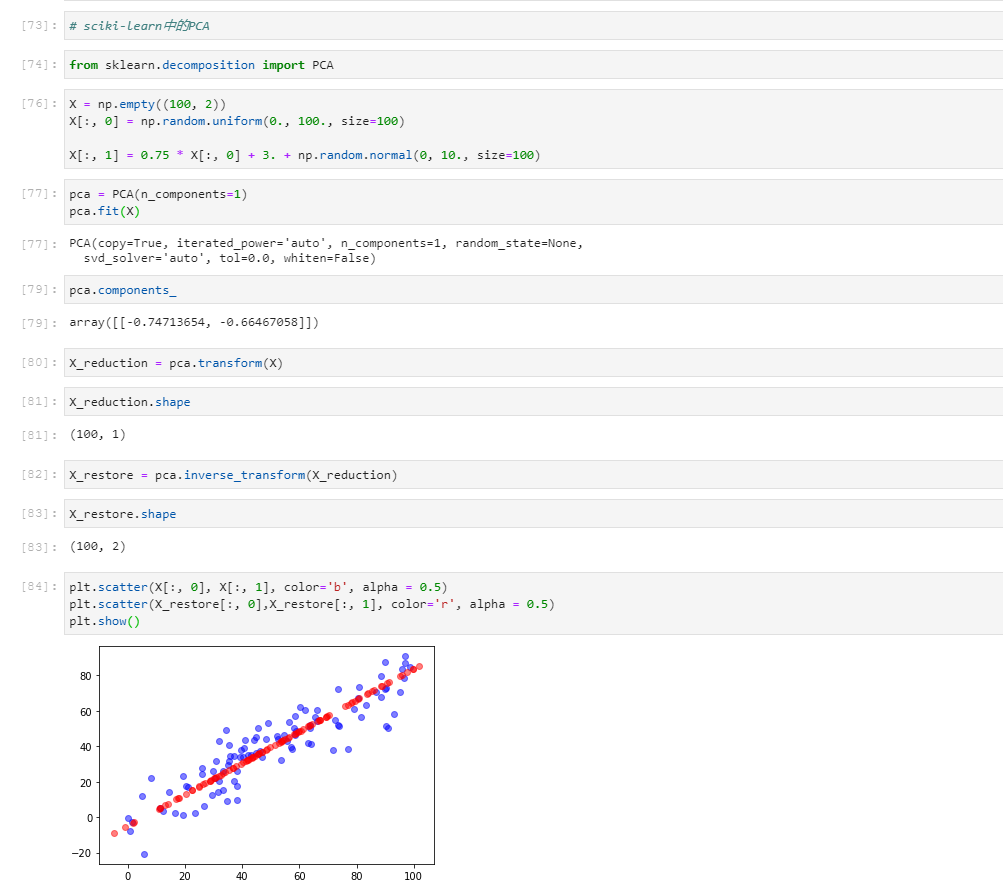 [73]: # sciki-learn中的PCA
[74]: from sklearn.decomposition import PCA
[76]: X = np.empty((100, 2))
X[:, 0] = np.random.uniform(0., 100., size=100)
X[:, 1] = 0.75 * X[:, 0] + 3. + np.random.normal(0, 10., size=100)
[77]: pca = PCA(n_components=1)
pca.fit(X)
[77]: PCA(copy=True, iterated_power='auto', n_components=1, random_state=None,
svd_solver='auto', tol=0.0, whiten=False)
[79]: pca.components_
[79]: array([[-0.74713654, -0.66467058]])
[80]: X_reduction = pca.transform(X)
[81]: X_reduction.shape
[81]: (100, 1)
[82]: X_restore = pca.inverse_transform(X_reduction)
[83]: X_restore.shape
[83]: (100, 2)
[84]: plt.scatter(X[:, 0], X[:, 1], color='b', alpha = 0.5)
plt.scatter(X_restore[:, 0],X_restore[:, 1], color='r', alpha = 0.5)
plt.show()
80
60
40
20
0
−20
0 20 40 60 80 100